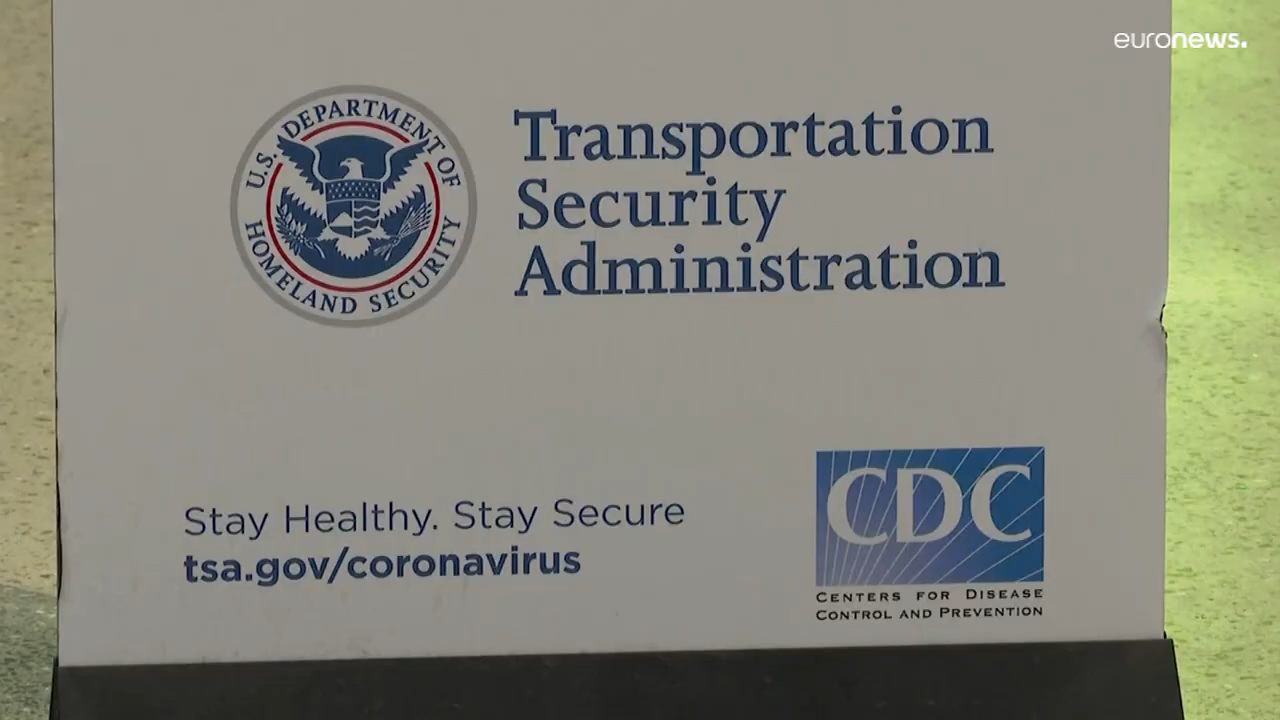 euronews.
U.S. DEPARTMENT OF
HOMELAND SECURITY
Transportation
Security
Administration
Stay Healthy. Stay Secure
tsa.gov/coronavirus
CDC
CENTERS FOR DISEASE
CONTROL AND PREVENTION